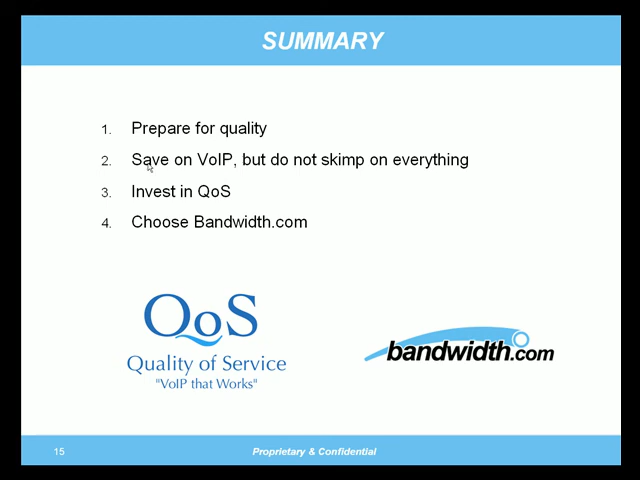 SUMMARY
1. Prepare for quality
2. Save on VoIP, but do not skimp on everything
3. Invest in QoS
4. Choose Bandwidth.com
QoS
Quality of Service
"VoIP that Works"
bandwidth.com
15 Proprietary & Confidential